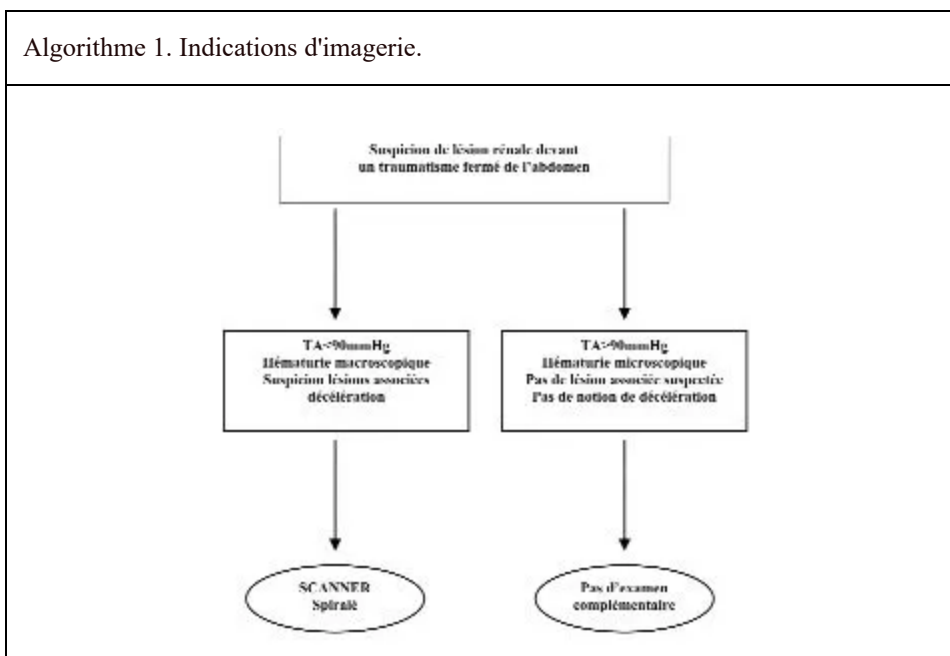 Algorithme 1. Indications d'imagerie.
Suspicion de lésion rénale devant
un traumatisme fermé de l'abdomen
TA<90mmHg
Hématurie macroscopique
Suspicion lésions associées
décélération
TA>90mmHg
Hématurie microscopique
Pas de lésion associée suspectée
Pas de notion de décélération
SCANNER
Spiralé
Pas d'examen
complémentaire